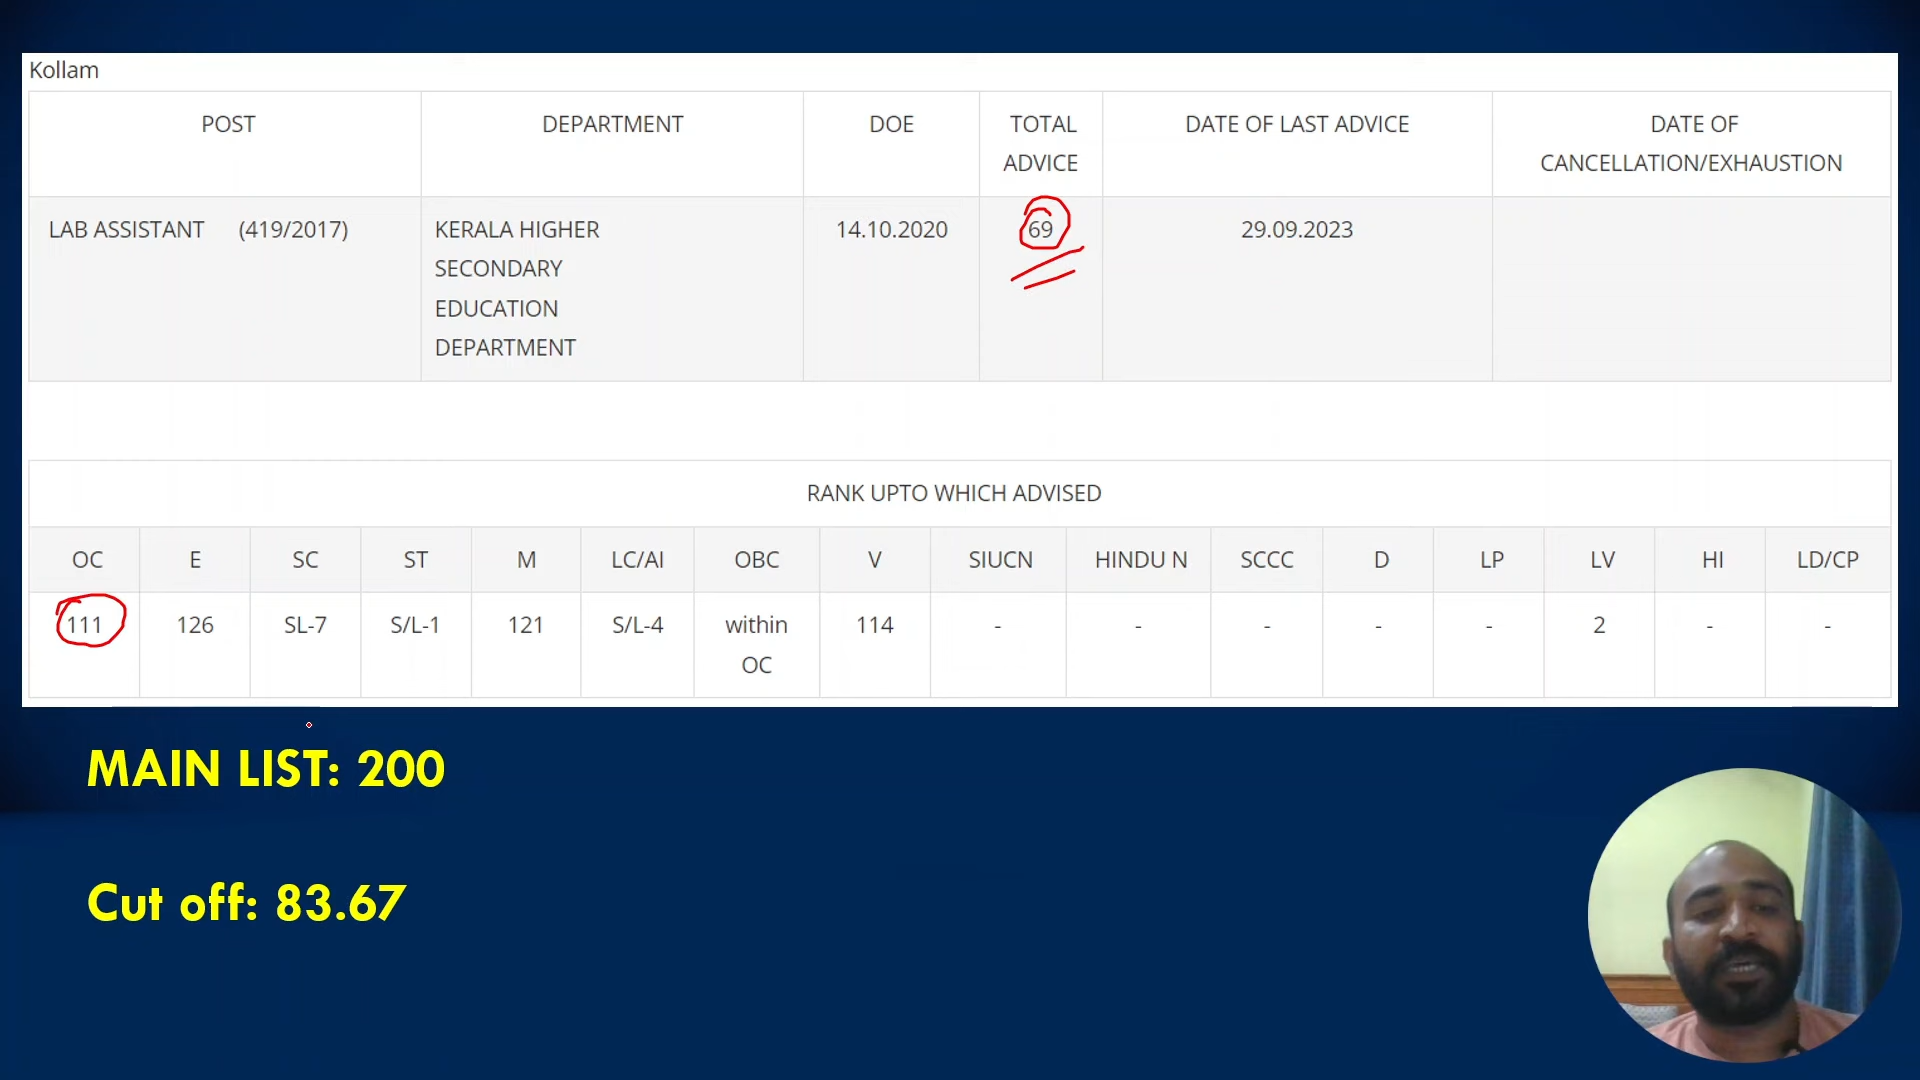 Kollam
POST DEPARTMENT DOE TOTAL ADVICE DATE OF LAST ADVICE DATE OF CANCELLATION/EXHAUSTION
LAB ASSISTANT (419/2017) KERALA HIGHER SECONDARY EDUCATION DEPARTMENT 14.10.2020 69 29.09.2023
RANK UPTO WHICH ADVISED
OC E SC ST M LC/AI OBC V SIUCN HINDU N SCCC D LP LV HI LD/CP
111 126 SL-7 S/L-1 121 S/L-4 within OC 114 - - - - - 2 - -
MAIN LIST: 200
Cut off: 83.67